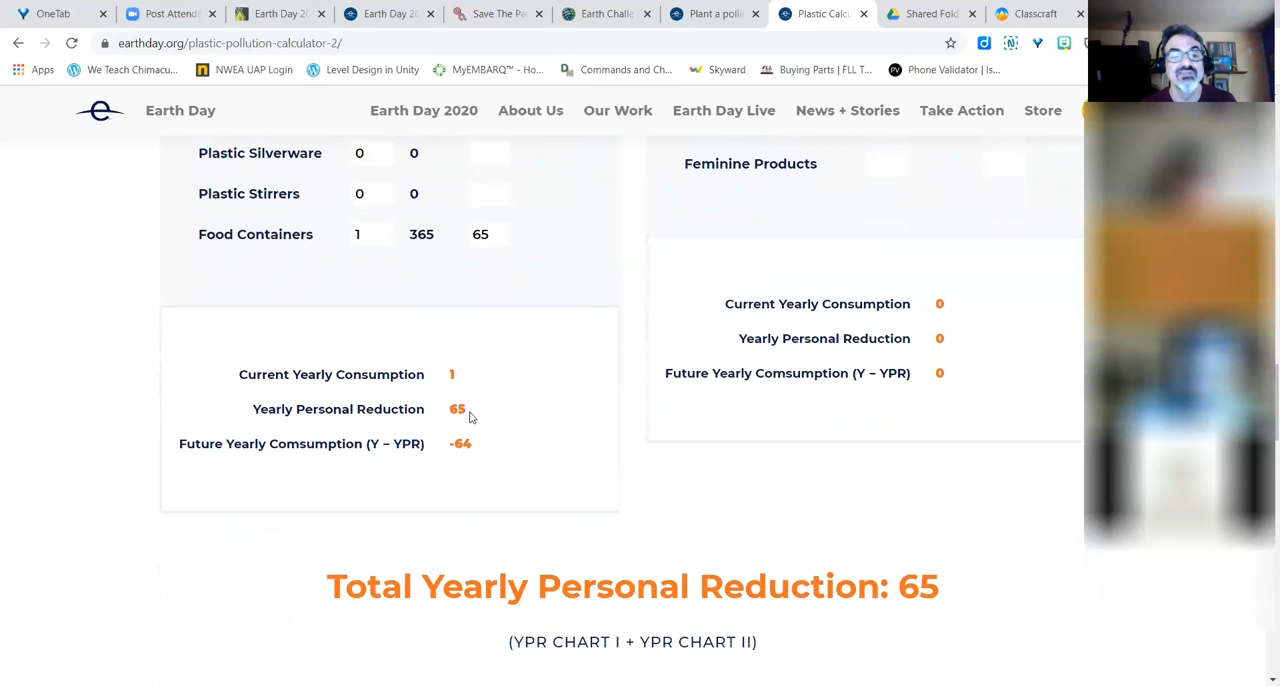 OneTab
Post Attende
Earth Day 20
Earth Day 20
Save The Pa
Earth Challe
Plant a polli
Plastic Calcu
Shared Fold
Classcraft
earthday.org/plastic-pollution-calculator-2/
Apps
We Teach Chimacu...
NWEA UAP Login
Level Design in Unity
MyEMBARQ™ - Ho...
Commands and Ch...
Skyward
Buying Parts | FLL T...
Phone Validator | Is...
Earth Day
Earth Day 2020
About Us
Our Work
Earth Day Live
News + Stories
Take Action
Store
Plastic Silverware 0 0
Plastic Stirrers 0 0
Food Containers 1 365 65
Current Yearly Consumption 1
Yearly Personal Reduction 65
Future Yearly Comsumption (Y – YPR) -64
Feminine Products
Current Yearly Consumption 0
Yearly Personal Reduction 0
Future Yearly Comsumption (Y – YPR) 0
Total Yearly Personal Reduction: 65
(YPR CHART I + YPR CHART II)